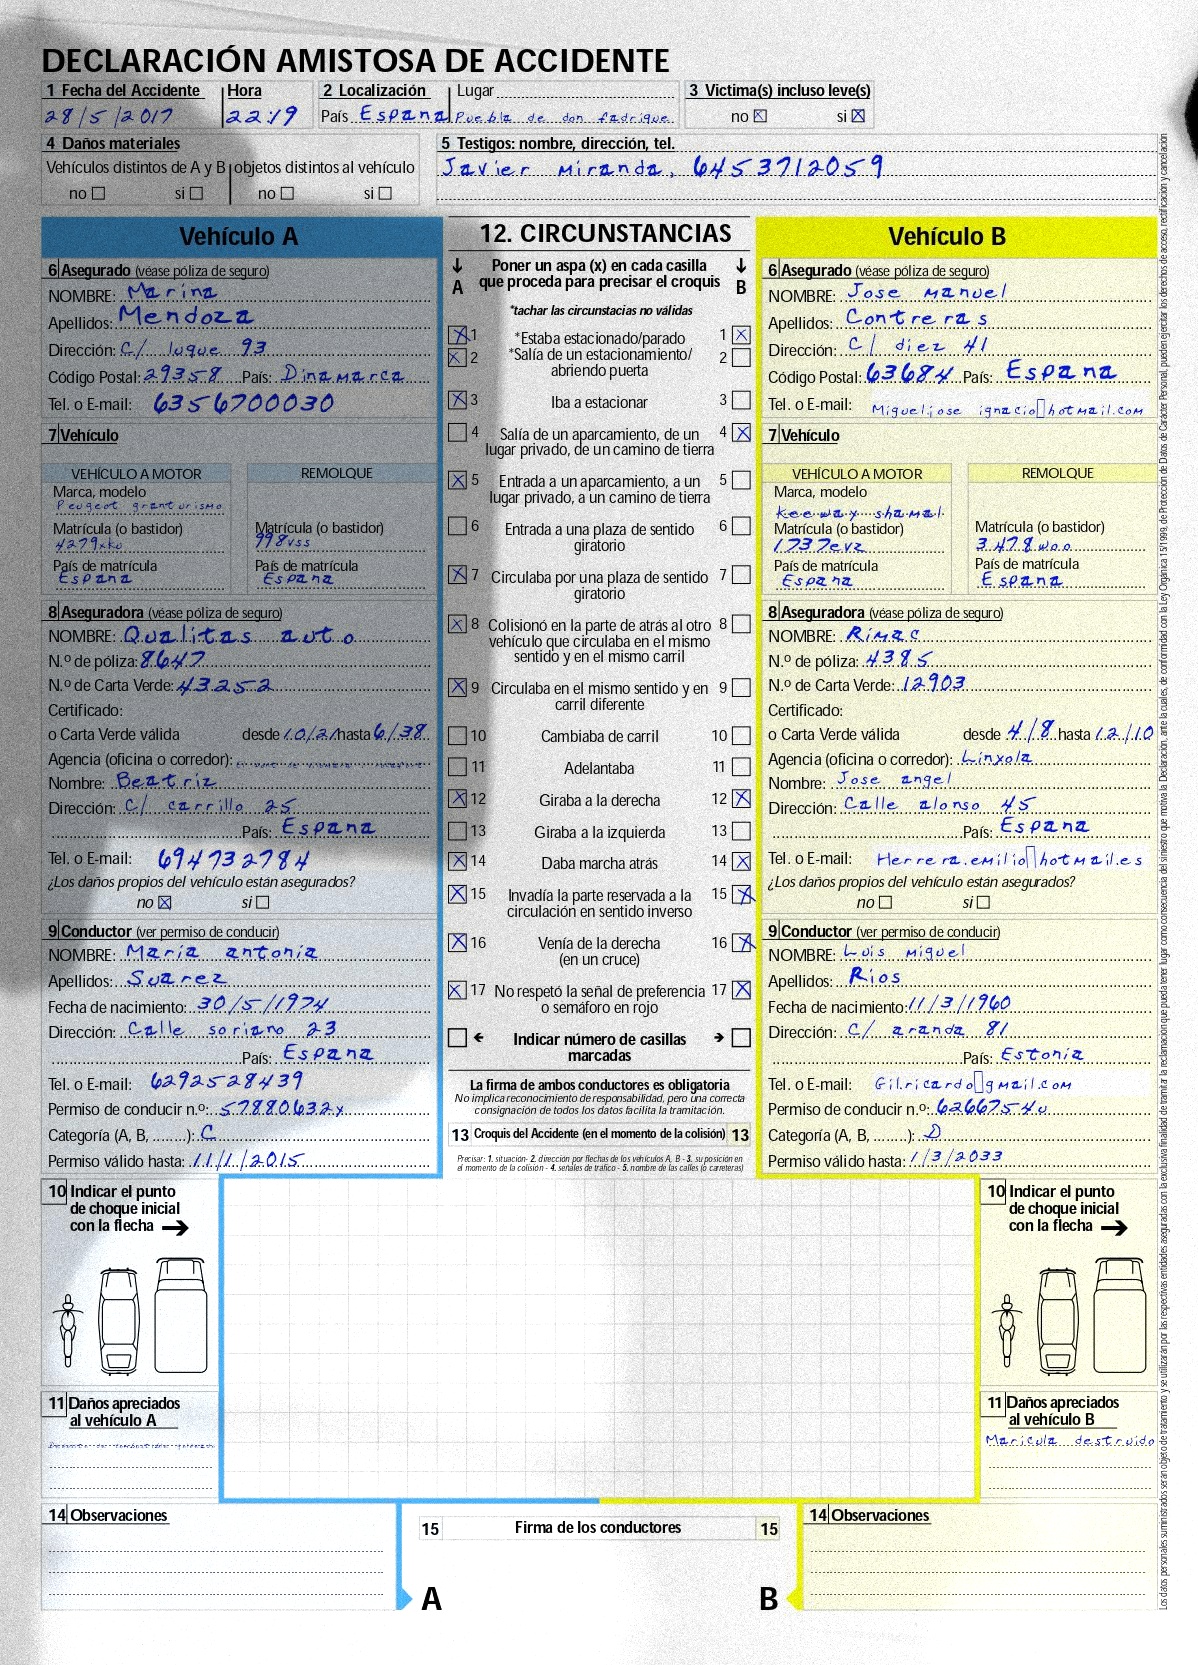 DECLARACIÓN AMISTOSA DE ACCIDENTE
1 Fecha del Accidente Hora 2 Localización Lugar 3 Victima(s) incluso leve(s)
28/5/2017 22:19 País Espana Puebla de don fadrique no ☒ si ☒
4 Daños materiales
Vehículos distintos de A y B objetos distintos al vehículo
no ☐ si ☐ no ☐ si ☐
5 Testigos: nombre, dirección, tel.
Javier Miranda, 6453712059
Vehículo A
6 Asegurado (véase póliza de seguro)
NOMBRE: Marina
Apellidos: Mendoza
Dirección: C/ luque 93
Código Postal: 29358 País: Dinamarca
Tel. o E-mail: 6356700030
7 Vehículo
VEHÍCULO A MOTOR REMOLQUE
Marca, modelo
Peugeot granturismo
Matrícula (o bastidor) Matrícula (o bastidor)
4279xku 998vss
País de matrícula País de matrícula
Espana Espana
8 Aseguradora (véase póliza de seguro)
NOMBRE: Qualitas auto
N.º de póliza: 8647
N.º de Carta Verde: 43252
Certificado:
o Carta Verde válida desde 10/21 hasta 6/38
Agencia (oficina o corredor):
Nombre: Beatriz
Dirección: C/ carrillo 25
País: Espana
Tel. o E-mail: 694732784
¿Los daños propios del vehículo están asegurados?
no ☒ si ☐
9 Conductor (ver permiso de conducir)
NOMBRE: María antonia
Apellidos: Suarez
Fecha de nacimiento: 30/5/1974
Dirección: Calle soriano 23
País: Espana
Tel. o E-mail: 6292528439
Permiso de conducir n.º: 57880632x
Categoría (A, B, ........): C
Permiso válido hasta: 11/1/2015
12. CIRCUNSTANCIAS
A Poner un aspa (x) en cada casilla que proceda para precisar el croquis B
*tachar las circunstacias no válidas
☒ 1 *Estaba estacionado/parado 1 ☒
☒ 2 *Salía de un estacionamiento/ abriendo puerta 2 ☐
☒ 3 Iba a estacionar 3 ☐
☐ 4 Salía de un aparcamiento, de un lugar privado, de un camino de tierra 4 ☒
☒ 5 Entrada a un aparcamiento, a un lugar privado, a un camino de tierra 5 ☐
☐ 6 Entrada a una plaza de sentido giratorio 6 ☐
☒ 7 Circulaba por una plaza de sentido giratorio 7 ☐
☒ 8 Colisionó en la parte de atrás al otro vehículo que circulaba en el mismo sentido y en el mismo carril 8 ☐
☒ 9 Circulaba en el mismo sentido y en carril diferente 9 ☐
☐ 10 Cambiaba de carril 10 ☐
☐ 11 Adelantaba 11 ☐
☒ 12 Giraba a la derecha 12 ☒
☐ 13 Giraba a la izquierda 13 ☐
☒ 14 Daba marcha atrás 14 ☒
☒ 15 Invadía la parte reservada a la circulación en sentido inverso 15 ☒
☒ 16 Venía de la derecha (en un cruce) 16 ☒
☒ 17 No respetó la señal de preferencia o semáforo en rojo 17 ☒
☐ Indicar número de casillas marcadas ☐
La firma de ambos conductores es obligatoria
No implica reconocimiento de responsabilidad, pero una correcta
consignación de todos los datos facilita la tramitación.
13 Croquis del Accidente (en el momento de la colisión) 13
Precisar: 1. situación- 2. dirección por flechas de los vehículos A, B - 3. su posición en
al momento de la colisión - 4. señales de tráfico - 5. nombre de las calles (o carreteras)
Vehículo B
6 Asegurado (véase póliza de seguro)
NOMBRE: Jose manuel
Apellidos: Contreras
Dirección: C/ diez 41
Código Postal: 63684 País: Espana
Tel. o E-mail: Migueljose ignacio▯hotmail.com
7 Vehículo
VEHÍCULO A MOTOR REMOLQUE
Marca, modelo
keeway shamal
Matrícula (o bastidor) Matrícula (o bastidor)
1737evz 3478woo
País de matrícula País de matrícula
Espana Espana
8 Aseguradora (véase póliza de seguro)
NOMBRE: Rimac
N.º de póliza: 4385
N.º de Carta Verde: 12903
Certificado:
o Carta Verde válida desde 4/8 hasta 12/10
Agencia (oficina o corredor): Linxola
Nombre: Jose angel
Dirección: Calle alonso 45
País: Espana
Tel. o E-mail: Herrera.emilio▯hotmail.es
¿Los daños propios del vehículo están asegurados?
no ☐ si ☐
9 Conductor (ver permiso de conducir)
NOMBRE: Luis miguel
Apellidos: Rios
Fecha de nacimiento: 11/3/1960
Dirección: C/ aranda 81
País: Estonia
Tel. o E-mail: Gilricardo▯gmail.com
Permiso de conducir n.º: 6266754u
Categoría (A, B, ........): D
Permiso válido hasta: 1/3/2033
10 Indicar el punto
de choque inicial
con la flecha
10 Indicar el punto
de choque inicial
con la flecha
11 Daños apreciados
al vehículo A
11 Daños apreciados
al vehículo B
Maricula destruido
14 Observaciones
15 Firma de los conductores 15
A B
14 Observaciones
Los datos personales suministrados seran objeto de tratamiento y se utilizarán por las respectivas entidades aseguradas con la exclusiva finalidad de tramitar la reclamación que pueda tener lugar como consecuencia del siniestro que motiva la Declaración, ante la cuales, de conformidad con la Ley Orgánica 15/1999, de Protección de Datos de Carácter Personal, pueden ejercitar los derechos de acceso, rectificación y cancelación